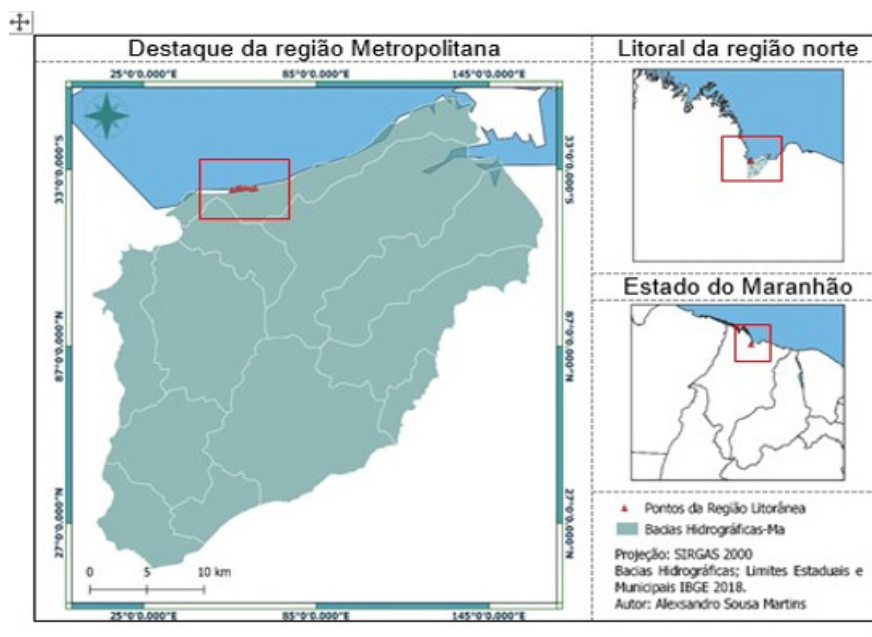 Destaque da região Metropolitana
25°0'0.000"E 85°0'0.000"E 145°0'0.000"E
33°0'0.000"S
33°0'0.000"S
87°0'0.000"N
87°0'0.000"N
27°0'0.000"N
27°0'0.000"N
0 5 10 km
25°0'0.000"E 85°0'0.000"E 145°0'0.000"E
Litoral da região norte
Estado do Maranhão
Pontos da Região Litorânea
Bacias Hidrográficas-Ma
Projeção: SIRGAS 2000
Bacias Hidrográficas; Limites Estaduais e
Municipais IBGE 2018.
Autor: Alexsandro Sousa Martins